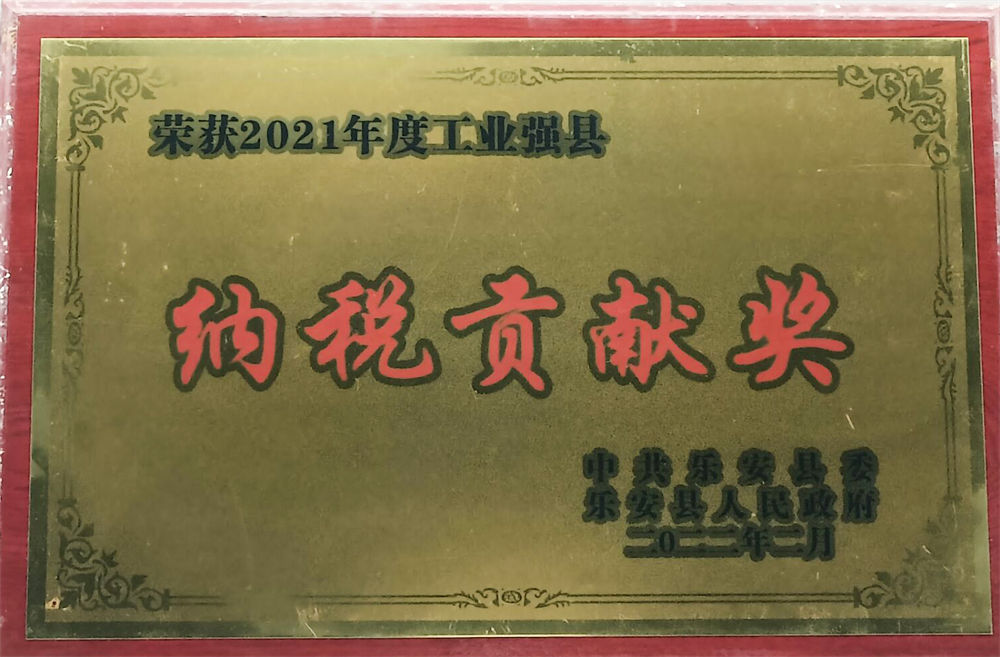 荣获2021年度工业强县
纳税贡献奖
中共乐安县委
乐安县人民政府
二0二二年二月